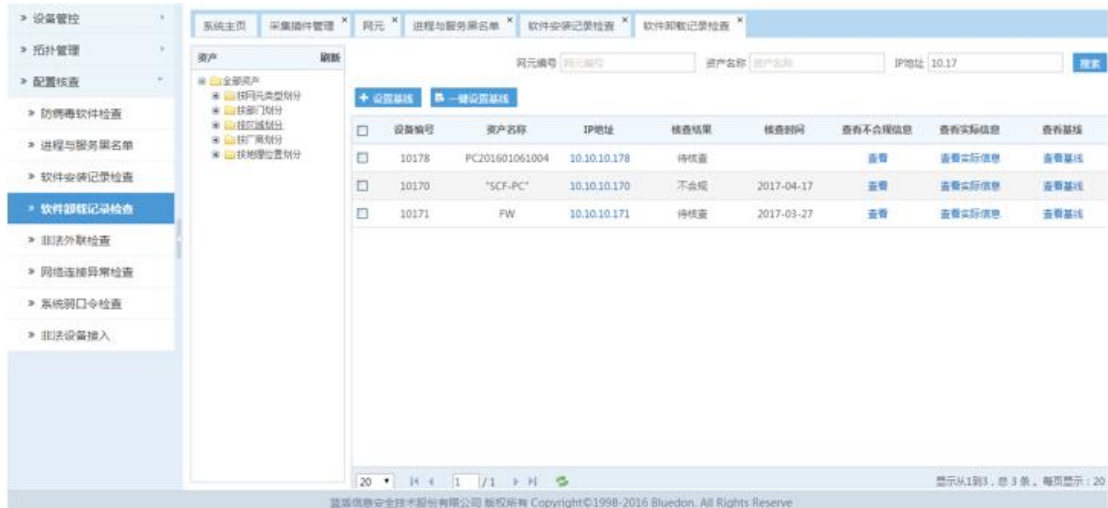 » 设备管控
» 拓扑管理
» 配置核查
» 防病毒软件检查
» 进程与服务黑名单
» 软件安装记录检查
» 软件卸载记录检查
» 非法外联检查
» 网络连接异常检查
» 系统弱口令检查
» 非法设备接入
系统主页 采集插件管理 × 网元 × 进程与服务黑名单 × 软件安装记录检查 × 软件卸载记录检查 ×
资产 刷新
全部资产
按网元类型划分
按部门划分
按区域划分
按厂商划分
按地理位置划分
网元编号 网元编号 资产名称 资产名称 IP地址 10.17 搜索
+ 设置基线 一键设置基线
设备编号 资产名称 IP地址 核查结果 核查时间 查看不合规信息 查看实际信息 查看基线
10178 PC201601061004 10.10.10.178 待核查 查看 查看实际信息 查看基线
10170 "SCF-PC" 10.10.10.170 不合规 2017-04-17 查看 查看实际信息 查看基线
10171 FW 10.10.10.171 待核查 2017-03-27 查看 查看实际信息 查看基线
20 1 /1 显示从1到3，总 3 条。每页显示：20
蓝盾信息安全技术股份有限公司 版权所有 Copyright©1998-2016 Bluedon. All Rights Reserve